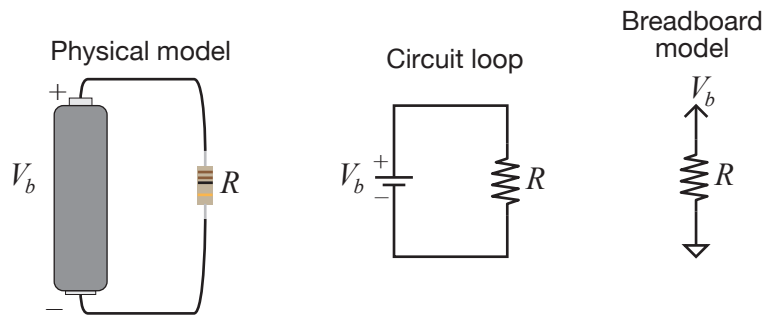 Physical model
+
V_b
R
−
Circuit loop
V_b
+
−
R
Breadboard
model
V_b
R